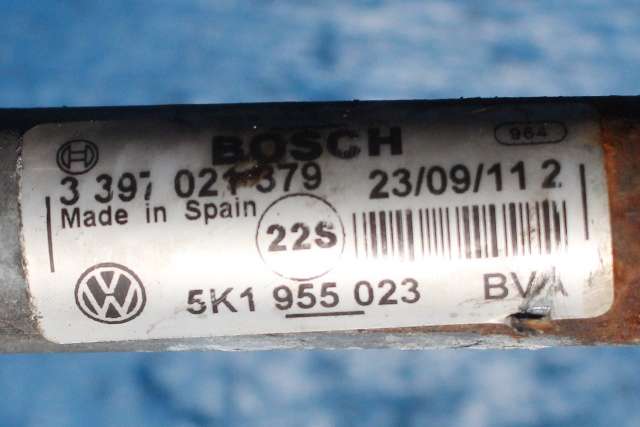 BOSCH 964
3 397 021 379 23/09/11 2
Made in Spain
22S
5K1 955 023 BVA